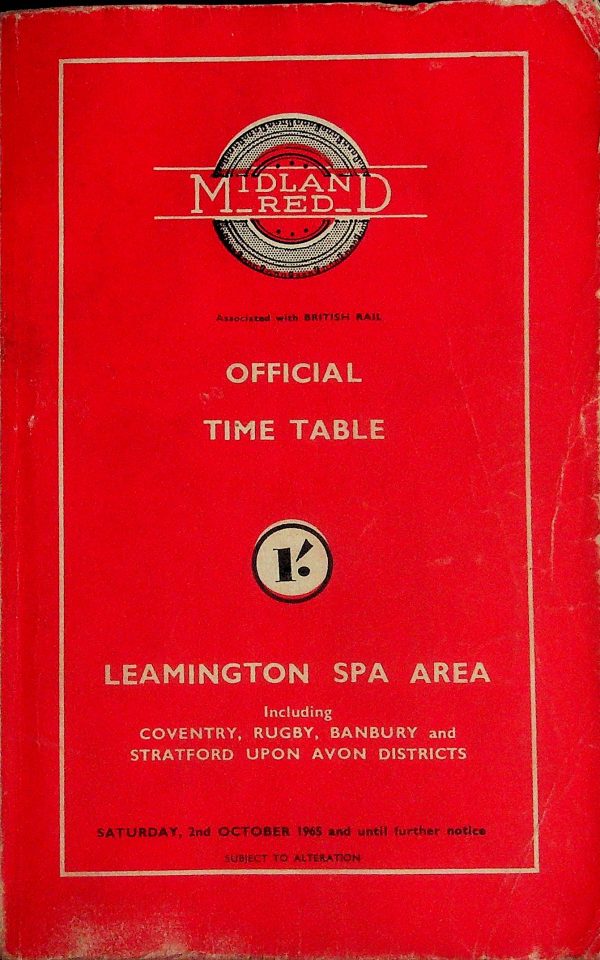 MIDLAND
RED
Associated with BRITISH RAIL
OFFICIAL
TIME TABLE
1/-
LEAMINGTON SPA AREA
Including
COVENTRY, RUGBY, BANBURY and
STRATFORD UPON AVON DISTRICTS
SATURDAY, 2nd OCTOBER 1965 and until further notice
SUBJECT TO ALTERATION